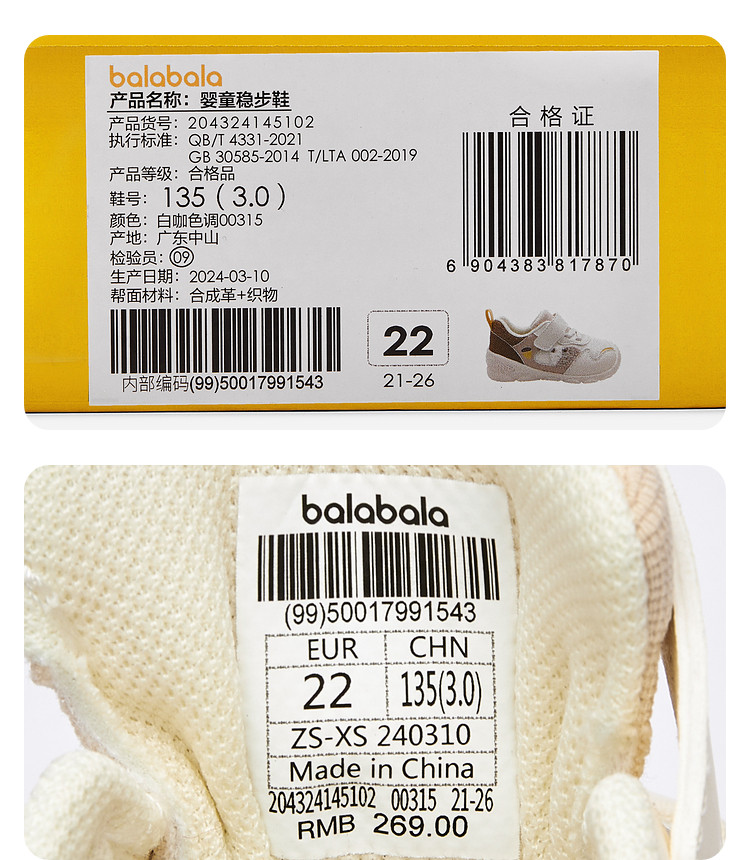 balabala
产品名称：婴童稳步鞋
产品货号：204324145102
执行标准：QB/T 4331-2021
GB 30585-2014 T/LTA 002-2019
产品等级：合格品
鞋号：135（3.0）
颜色：白咖色调00315
产地：广东中山
检验员：09
生产日期：2024-03-10
帮面材料：合成革+织物
内部编码(99)50017991543
合格证
6 904383 817870
22
21-26
balabala
(99)50017991543
EUR CHN
22 135(3.0)
ZS-XS 240310
Made in China
204324145102 00315 21-26
RMB 269.00